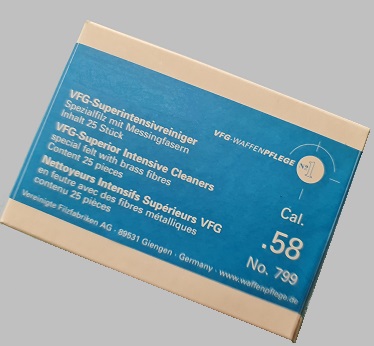 VFG-Superintensivreiniger
Spezialfilz mit Messingfasern
Inhalt 25 Stück
VFG-Superior Intensive Cleaners
special felt with brass fibres
Content 25 pieces
Nettoyeurs Intensifs Supérieurs VFG
en feutre avec des fibres métalliques
contenu 25 pièces
Vereinigte Filzfabriken AG · 89531 Giengen · Germany · www.waffenpflege.de
VFG-WAFFENPFLEGE
No 1
Cal.
.58
No. 799